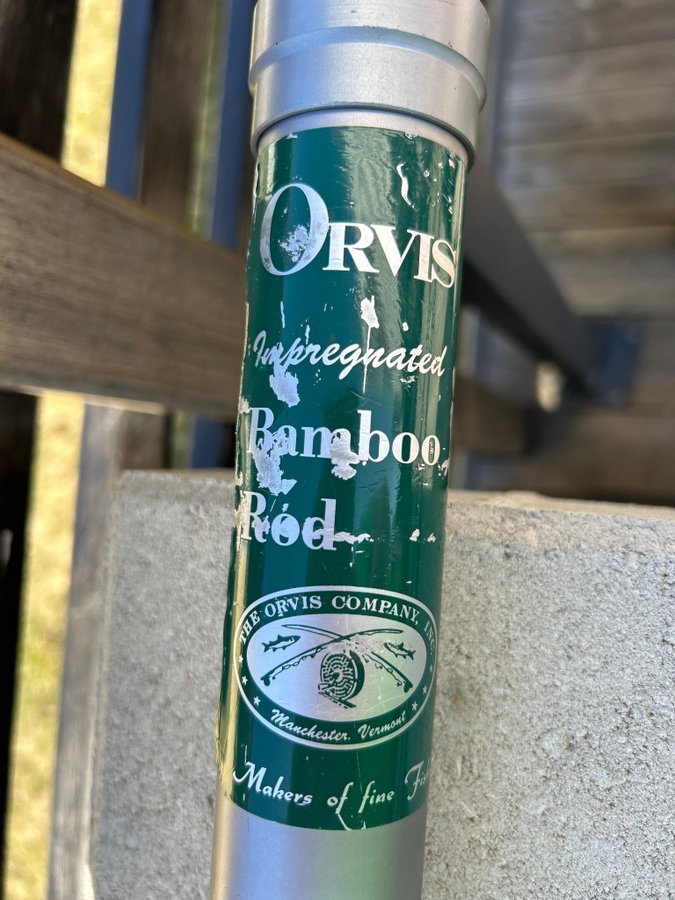 ORVIS
Impregnated
Bamboo
Rod
THE ORVIS COMPANY, INC.
Manchester, Vermont
Makers of fine